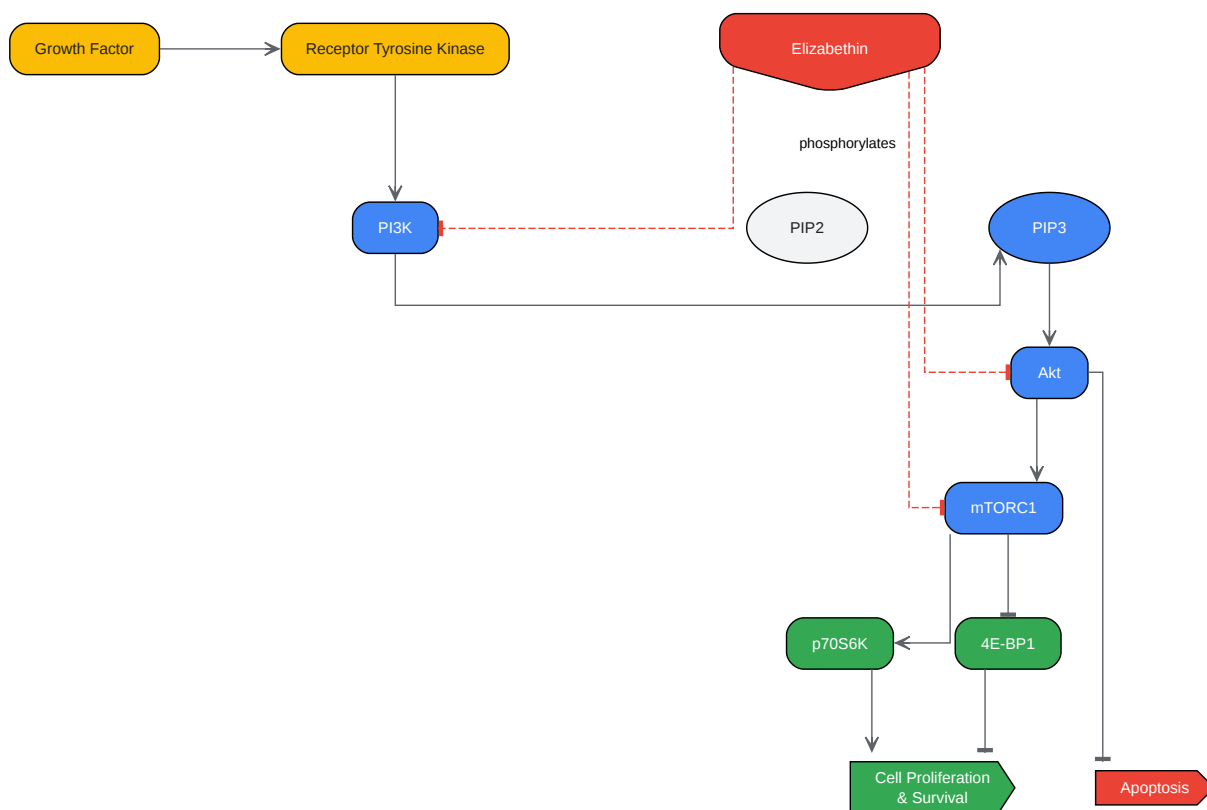 Growth Factor
Receptor Tyrosine Kinase
Elizabethin
phosphorylates
PI3K
PIP2
PIP3
Akt
mTORC1
p70S6K
4E-BP1
Cell Proliferation
& Survival
Apoptosis